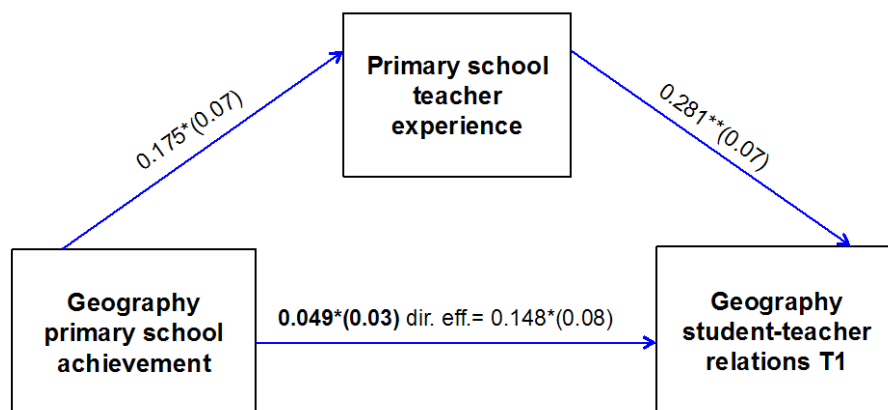 Primary school
teacher
experience
0.175*(0.07)
0.281**(0.07)
Geography
primary school
achievement
0.049*(0.03) dir. eff.= 0.148*(0.08)
Geography
student-teacher
relations T1